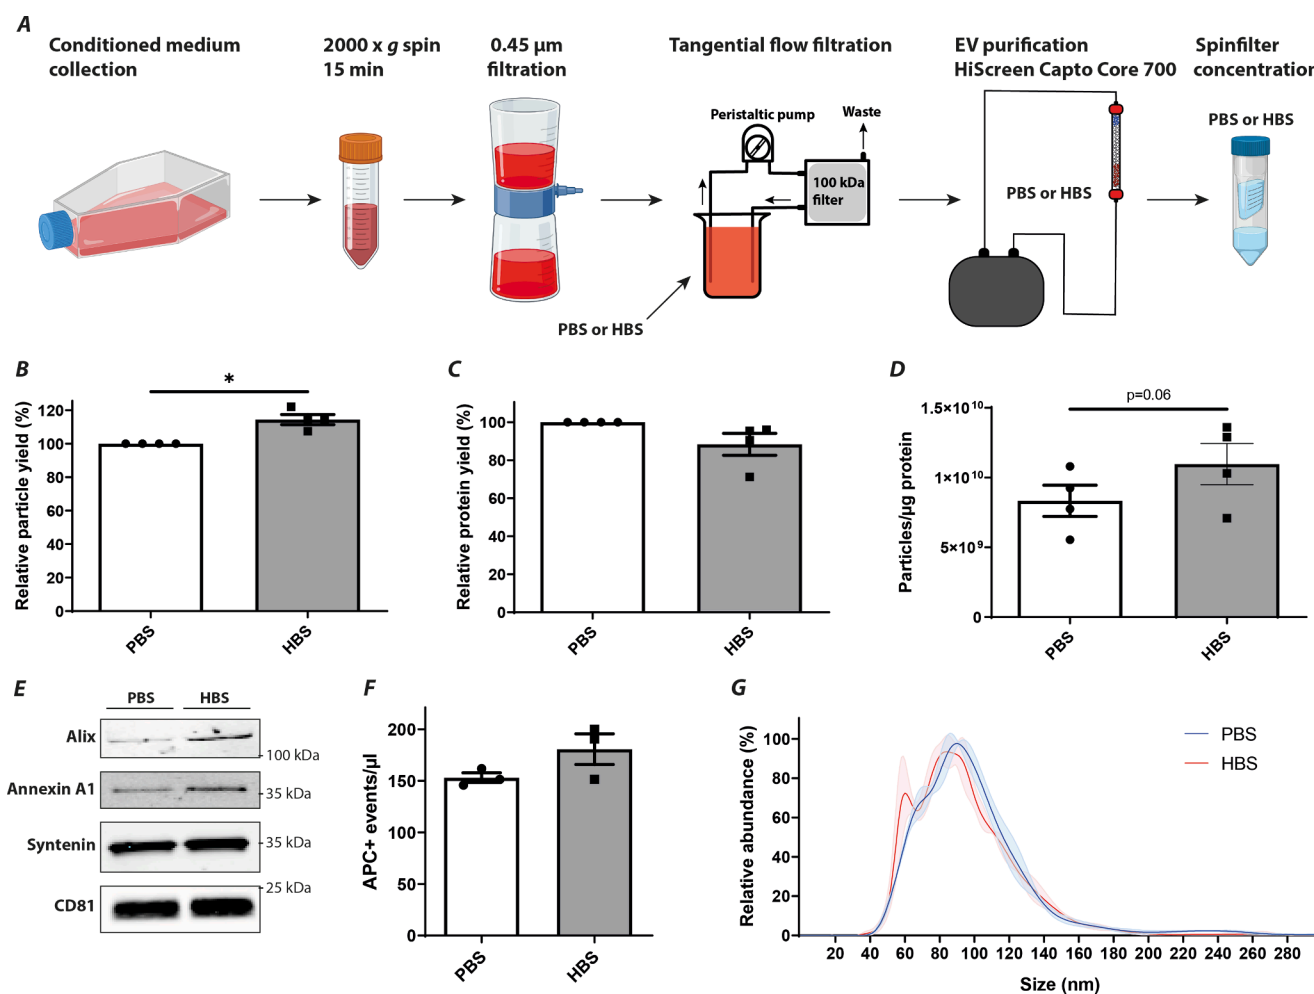 A
Conditioned medium
collection
2000 x g spin
15 min
0.45 µm
filtration
Tangential flow filtration
EV purification
HiScreen Capto Core 700
Spinfilter
concentration
Peristaltic pump
Waste
100 kDa
filter
PBS or HBS
PBS or HBS
PBS or HBS
B
Relative particle yield (%)
120
100
80
60
40
20
0
*
PBS
HBS
C
Relative protein yield (%)
100
80
60
40
20
0
PBS
HBS
D
Particles/µg protein
1.5×10¹⁰
1×10¹⁰
5×10⁹
0
p=0.06
PBS
HBS
E
PBS
HBS
Alix
100 kDa
Annexin A1
35 kDa
Syntenin
35 kDa
25 kDa
CD81
F
APC+ events/µl
200
150
100
50
0
PBS
HBS
G
Relative abundance (%)
100
80
60
40
20
0
PBS
HBS
20 40 60 80 100 120 140 160 180 200 220 240 260 280
Size (nm)